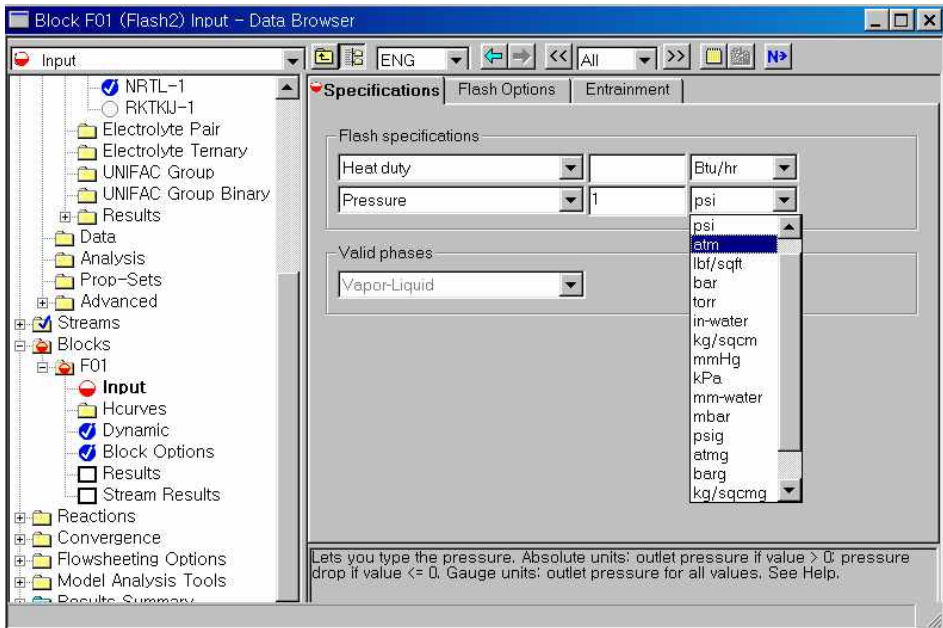 Block F01 (Flash2) Input - Data Browser
Input
ENG
<<
All
>>
N>
NRTL-1
RKTKIJ-1
Electrolyte Pair
Electrolyte Ternary
UNIFAC Group
UNIFAC Group Binary
Results
Data
Analysis
Prop-Sets
Advanced
Streams
Blocks
F01
Input
Hcurves
Dynamic
Block Options
Results
Stream Results
Reactions
Convergence
Flowsheeting Options
Model Analysis Tools
Results Summary
Specifications
Flash Options
Entrainment
Flash specifications
Heat duty
Btu/hr
Pressure
1
psi
psi
atm
lbf/sqft
bar
torr
in-water
kg/sqcm
mmHg
kPa
mm-water
mbar
psig
atmg
barg
kg/sqcmg
Valid phases
Vapor-Liquid
Lets you type the pressure. Absolute units: outlet pressure if value > 0; pressure
drop if value <= 0. Gauge units: outlet pressure for all values. See Help.